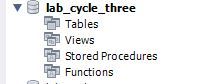 lab_cycle_three
Tables
Views
Stored Procedures
Functions